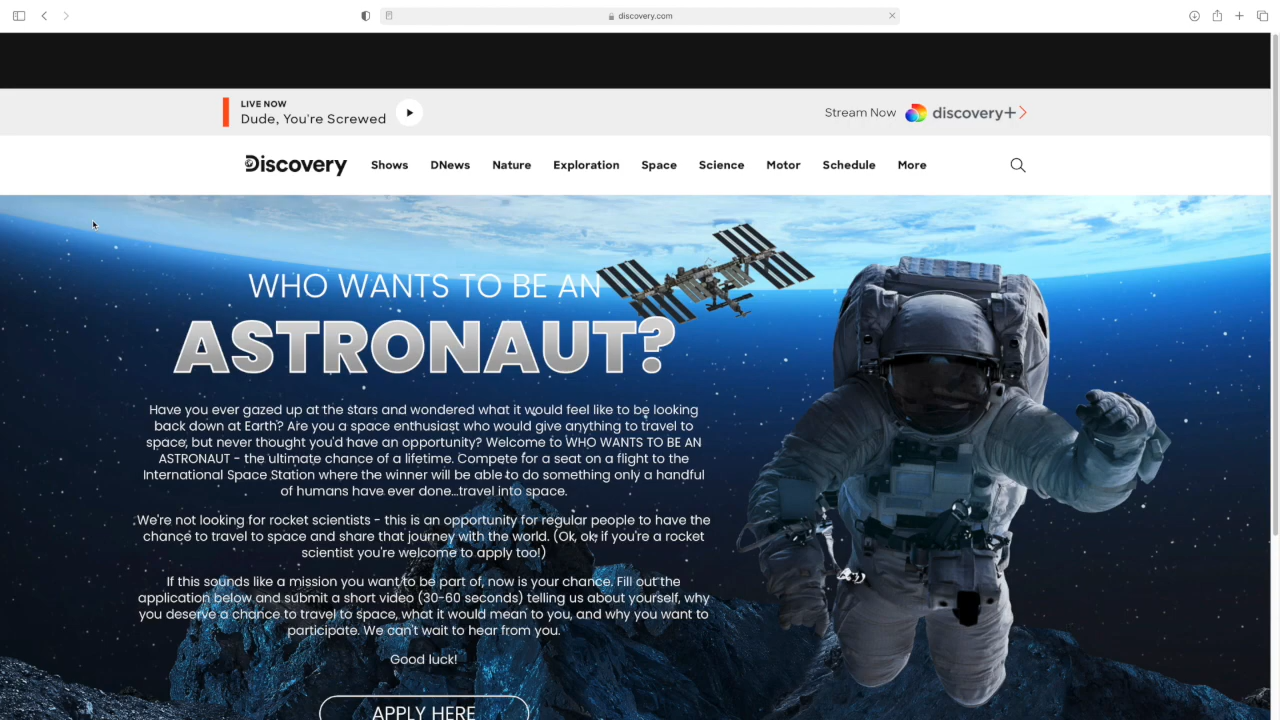 discovery.com
LIVE NOW
Dude, You're Screwed
Stream Now discovery+
Discovery Shows DNews Nature Exploration Space Science Motor Schedule More
WHO WANTS TO BE AN
ASTRONAUT?
Have you ever gazed up at the stars and wondered what it would feel like to be looking
back down at Earth? Are you a space enthusiast who would give anything to travel to
space, but never thought you'd have an opportunity? Welcome to WHO WANTS TO BE AN
ASTRONAUT - the ultimate chance of a lifetime. Compete for a seat on a flight to the
International Space Station where the winner will be able to do something only a handful
of humans have ever done...travel into space.
We're not looking for rocket scientists - this is an opportunity for regular people to have the
chance to travel to space and share that journey with the world. (Ok, ok, if you're a rocket
scientist you're welcome to apply too!)
If this sounds like a mission you want to be part of, now is your chance. Fill out the
application below and submit a short video (30-60 seconds) telling us about yourself, why
you deserve a chance to travel to space, what it would mean to you, and why you want to
participate. We can't wait to hear from you.
Good luck!
APPLY HERE